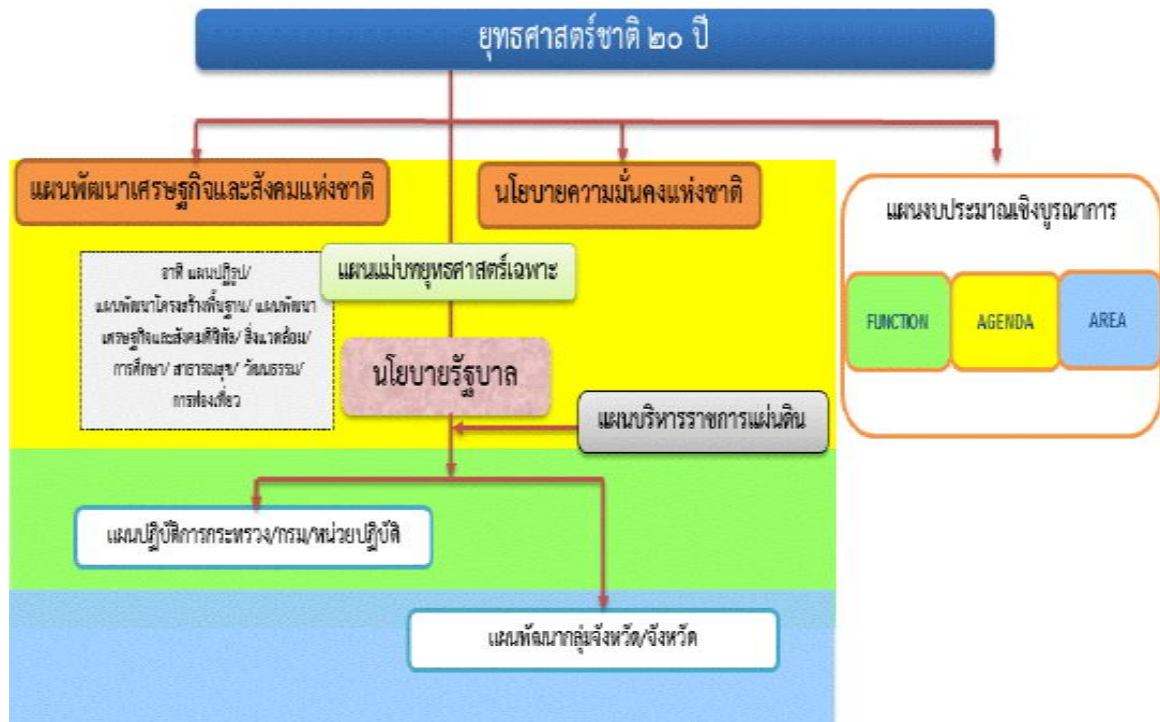 ยุทธศาสตร์ชาติ ๒๐ ปี
แผนพัฒนาเศรษฐกิจและสังคมแห่งชาติ
นโยบายความมั่นคงแห่งชาติ
แผนงบประมาณเชิงบูรณาการ
FUNCTION
AGENDA
AREA
แผนแม่บทยุทธศาสตร์เฉพาะ
อาทิ แผนปฏิรูป/
แผนพัฒนาโครงสร้างพื้นฐาน/ แผนพัฒนา
เศรษฐกิจและสังคมดิจิทัล/ สิ่งแวดล้อม/
การศึกษา/ สาธารณสุข/ วัฒนธรรม/
การท่องเที่ยว
นโยบายรัฐบาล
แผนบริหารราชการแผ่นดิน
แผนปฏิบัติการกระทรวง/กรม/หน่วยปฏิบัติ
แผนพัฒนากลุ่มจังหวัด/จังหวัด